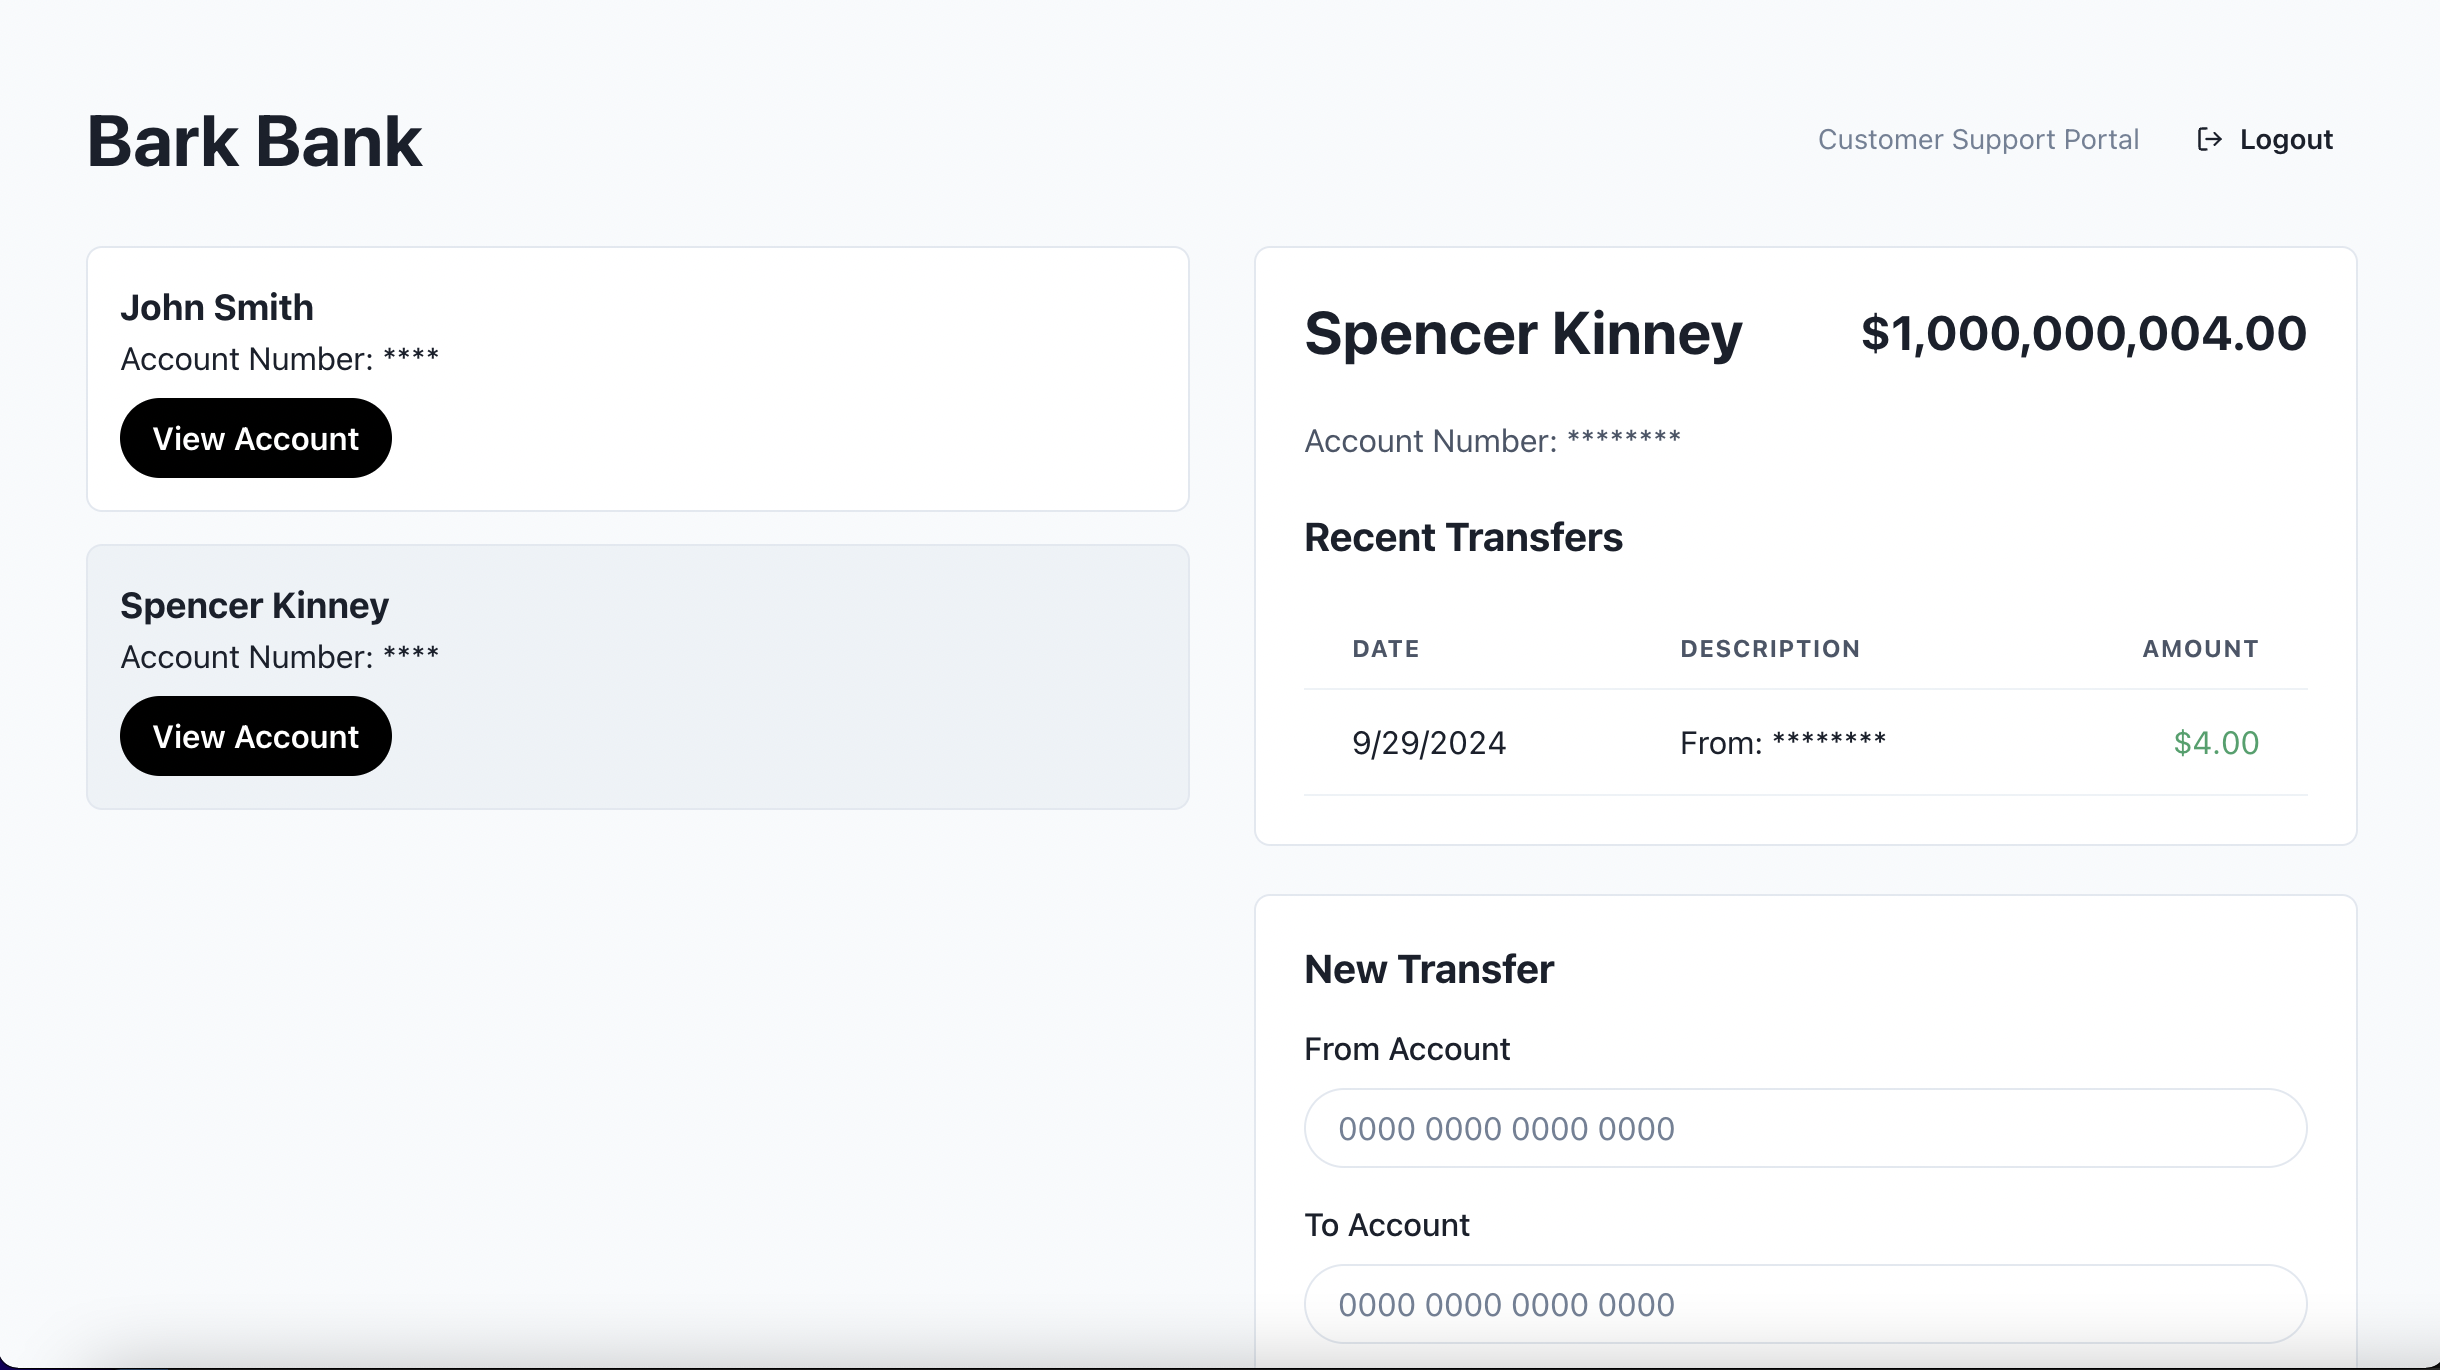 Bark Bank
Customer Support Portal
Logout
John Smith
Account Number: ****
View Account
Spencer Kinney
Account Number: ****
View Account
Spencer Kinney $1,000,000,004.00
Account Number: ********
Recent Transfers
DATE DESCRIPTION AMOUNT
9/29/2024 From: ******** $4.00
New Transfer
From Account
0000 0000 0000 0000
To Account
0000 0000 0000 0000